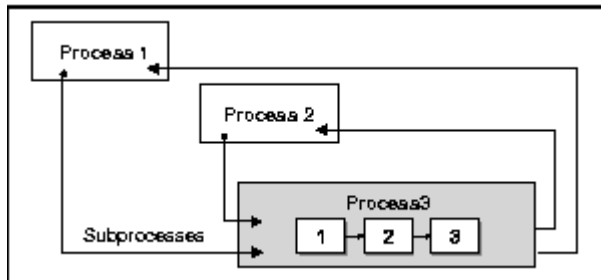 Process 1
Process 2
Process3
1 2 3
Subprocesses